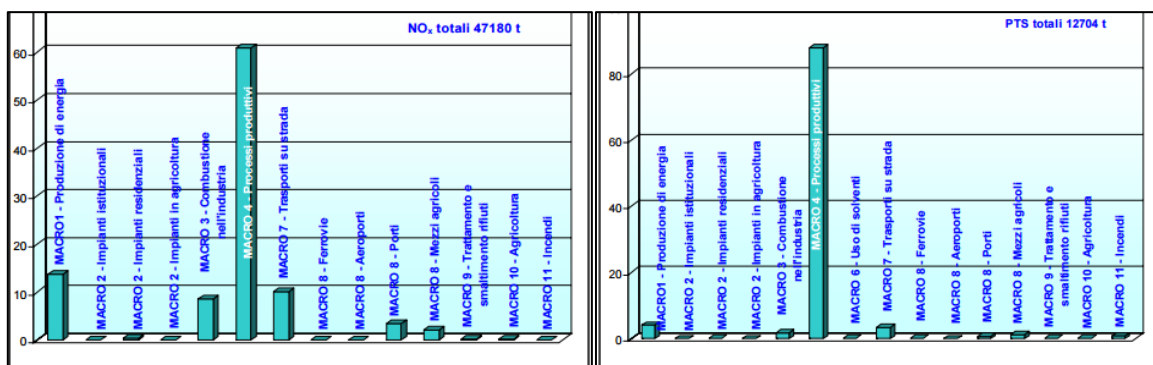 NOₓ totali 47180 t
60
50
40
30
20
10
0
MACRO1 - Produzione di energia
MACRO 2 - Impianti istituzionali
MACRO 2 - Impianti residenziali
MACRO 2 - Impianti in agricoltura
MACRO 3 - Combustione
nell'industria
MACRO 4 - Processi produttivi
MACRO 7 - Trasporti su strada
MACRO 8 - Ferrovie
MACRO 8 - Aeroporti
MACRO 8 - Porti
MACRO 8 - Mezzi agricoli
MACRO 9 - Trattamento e
smaltimento rifiuti
MACRO 10 - Agricoltura
MACRO 11 - Incendi
PTS totali 12704 t
80
60
40
20
0
MACRO1 - Produzione di energia
MACRO 2 - Impianti istituzionali
MACRO 2 - Impianti residenziali
MACRO 2 - Impianti in agricoltura
MACRO 3 - Combustione
nell'industria
MACRO 4 - Processi produttivi
MACRO 6 - Uso di solventi
MACRO 7 - Trasporti su strada
MACRO 8 - Ferrovie
MACRO 8 - Aeroporti
MACRO 8 - Porti
MACRO 8 - Mezzi agricoli
MACRO 9 - Trattamento e
smaltimento rifiuti
MACRO 10 - Agricoltura
MACRO 11 - Incendi